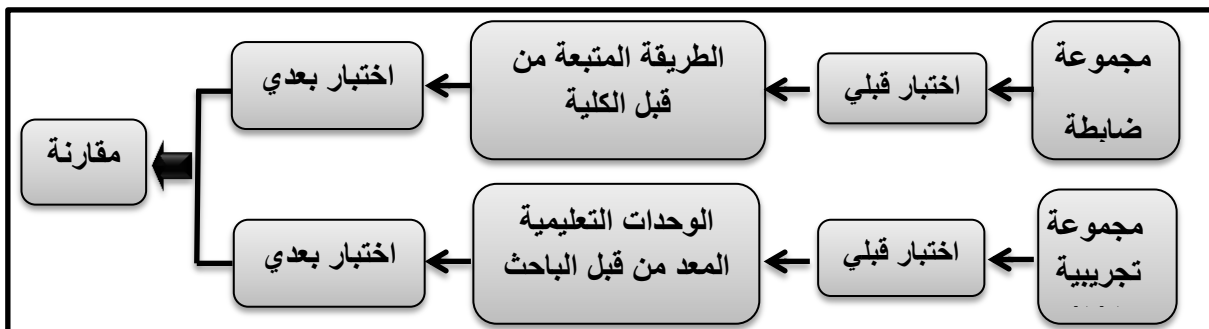 مجموعة
ضابطة
اختبار قبلي
الطريقة المتبعة من
قبل الكلية
اختبار بعدي
مقارنة
مجموعة
تجريبية
اختبار قبلي
الوحدات التعليمية
المعد من قبل الباحث
اختبار بعدي